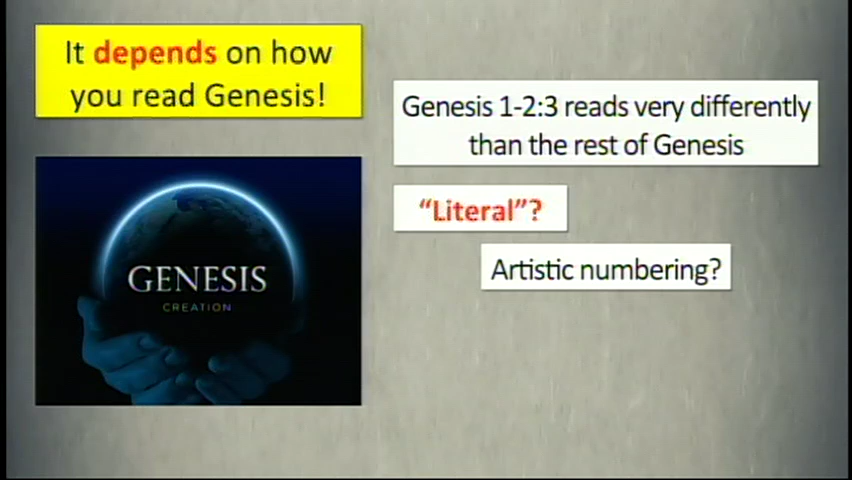 It depends on how
you read Genesis!
Genesis 1-2:3 reads very differently
than the rest of Genesis
“Literal”?
Artistic numbering?
GENESIS
CREATION